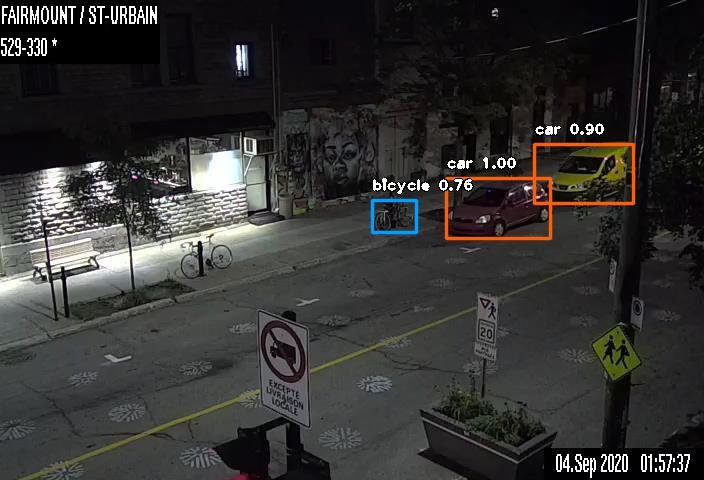 FAIRMOUNT / ST-URBAIN
529-330 *
car 0.90
car 1.00
bicycle 0.76
20
EXCEPTÉ
LIVRAISON
LOCALE
04.Sep 2020 01:57:37